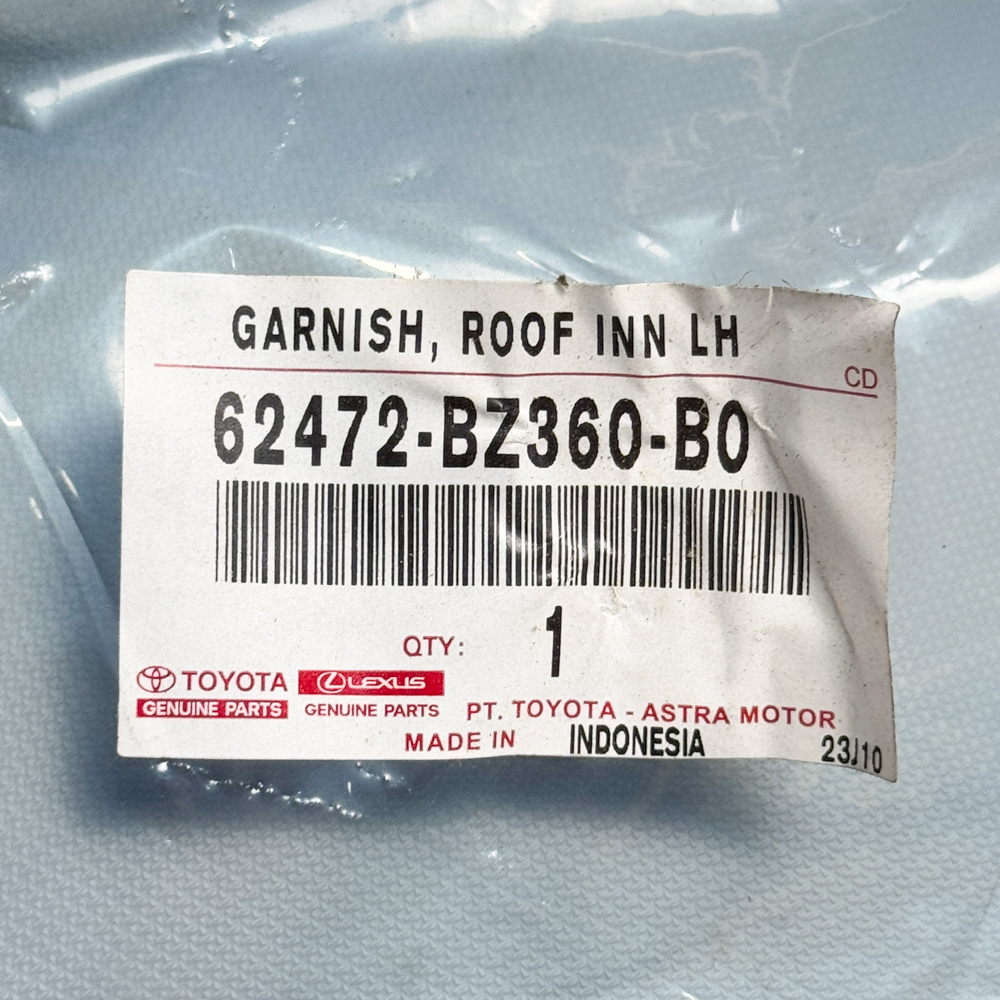 GARNISH, ROOF INN LH
CD
62472-BZ360-B0
QTY: 1
TOYOTA LEXUS
GENUINE PARTS GENUINE PARTS PT. TOYOTA - ASTRA MOTOR
MADE IN INDONESIA 23J10